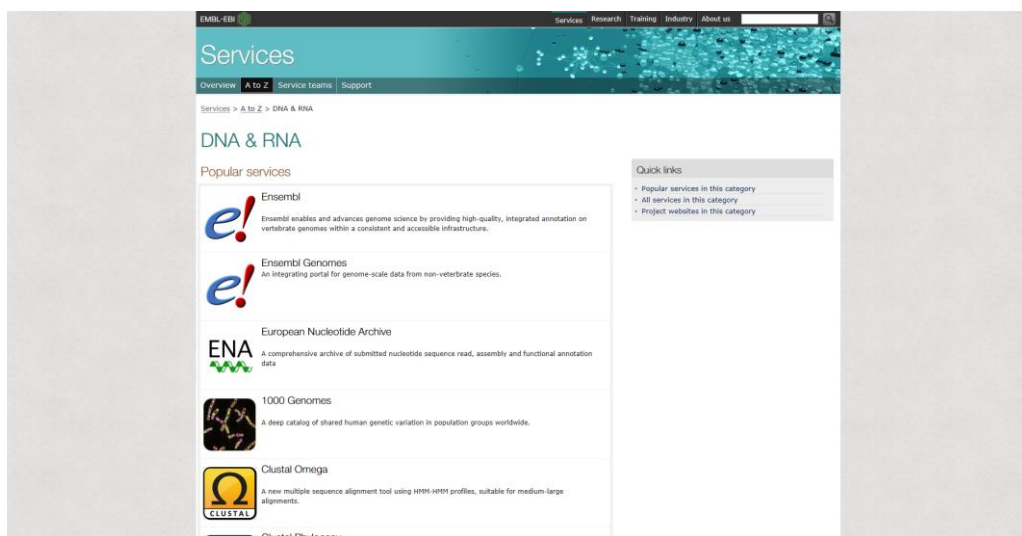 EMBL-EBI
Services Research Training Industry About us
Services
Overview A to Z Service teams Support
Services > A to Z > DNA & RNA
DNA & RNA
Popular services
Ensembl
Ensembl enables and advances genome science by providing high-quality, integrated annotation on
vertebrate genomes within a consistent and accessible infrastructure.
Ensembl Genomes
An integrating portal for genome-scale data from non-veterbrate species.
European Nucleotide Archive
ENA
A comprehensive archive of submitted nucleotide sequence read, assembly and functional annotation
data
1000 Genomes
A deep catalog of shared human genetic variation in population groups worldwide.
Clustal Omega
A new multiple sequence alignment tool using HMM-HMM profiles, suitable for medium-large
alignments.
Ω
CLUSTAL
Quick links
• Popular services in this category
• All services in this category
• Project websites in this category